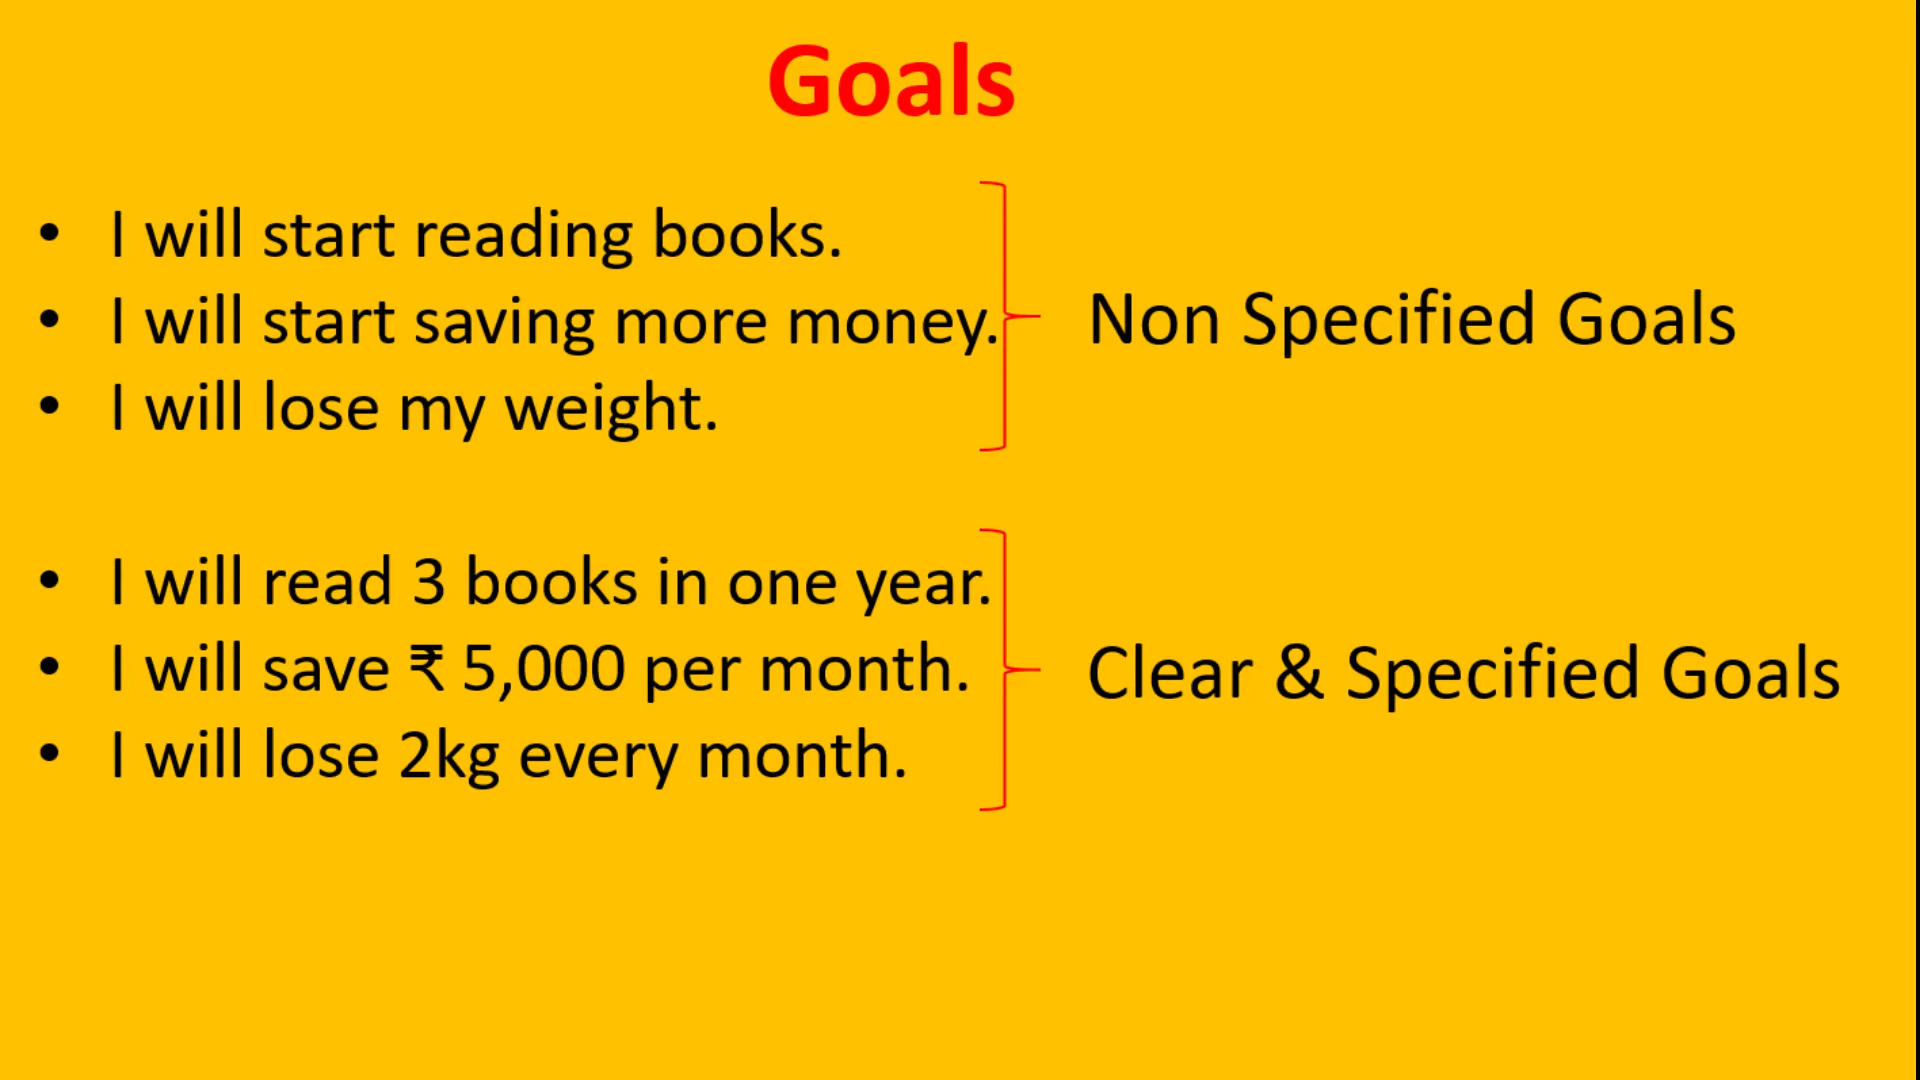 Goals
• I will start reading books.
• I will start saving more money.
• I will lose my weight.
Non Specified Goals
• I will read 3 books in one year.
• I will save ₹ 5,000 per month.
• I will lose 2kg every month.
Clear & Specified Goals